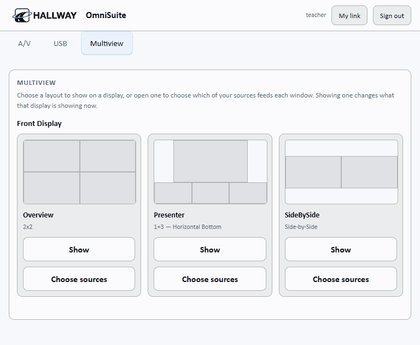 HALLWAY OmniSuite teacher My link Sign out
A/V USB Multiview
MULTIVIEW
Choose a layout to show on a display, or open one to choose which of your sources feeds each window. Showing one changes what
that display is showing now.
Front Display
Overview Presenter SideBySide
2x2 1+3 — Horizontal Bottom Side-by-Side
Show Show Show
Choose sources Choose sources Choose sources